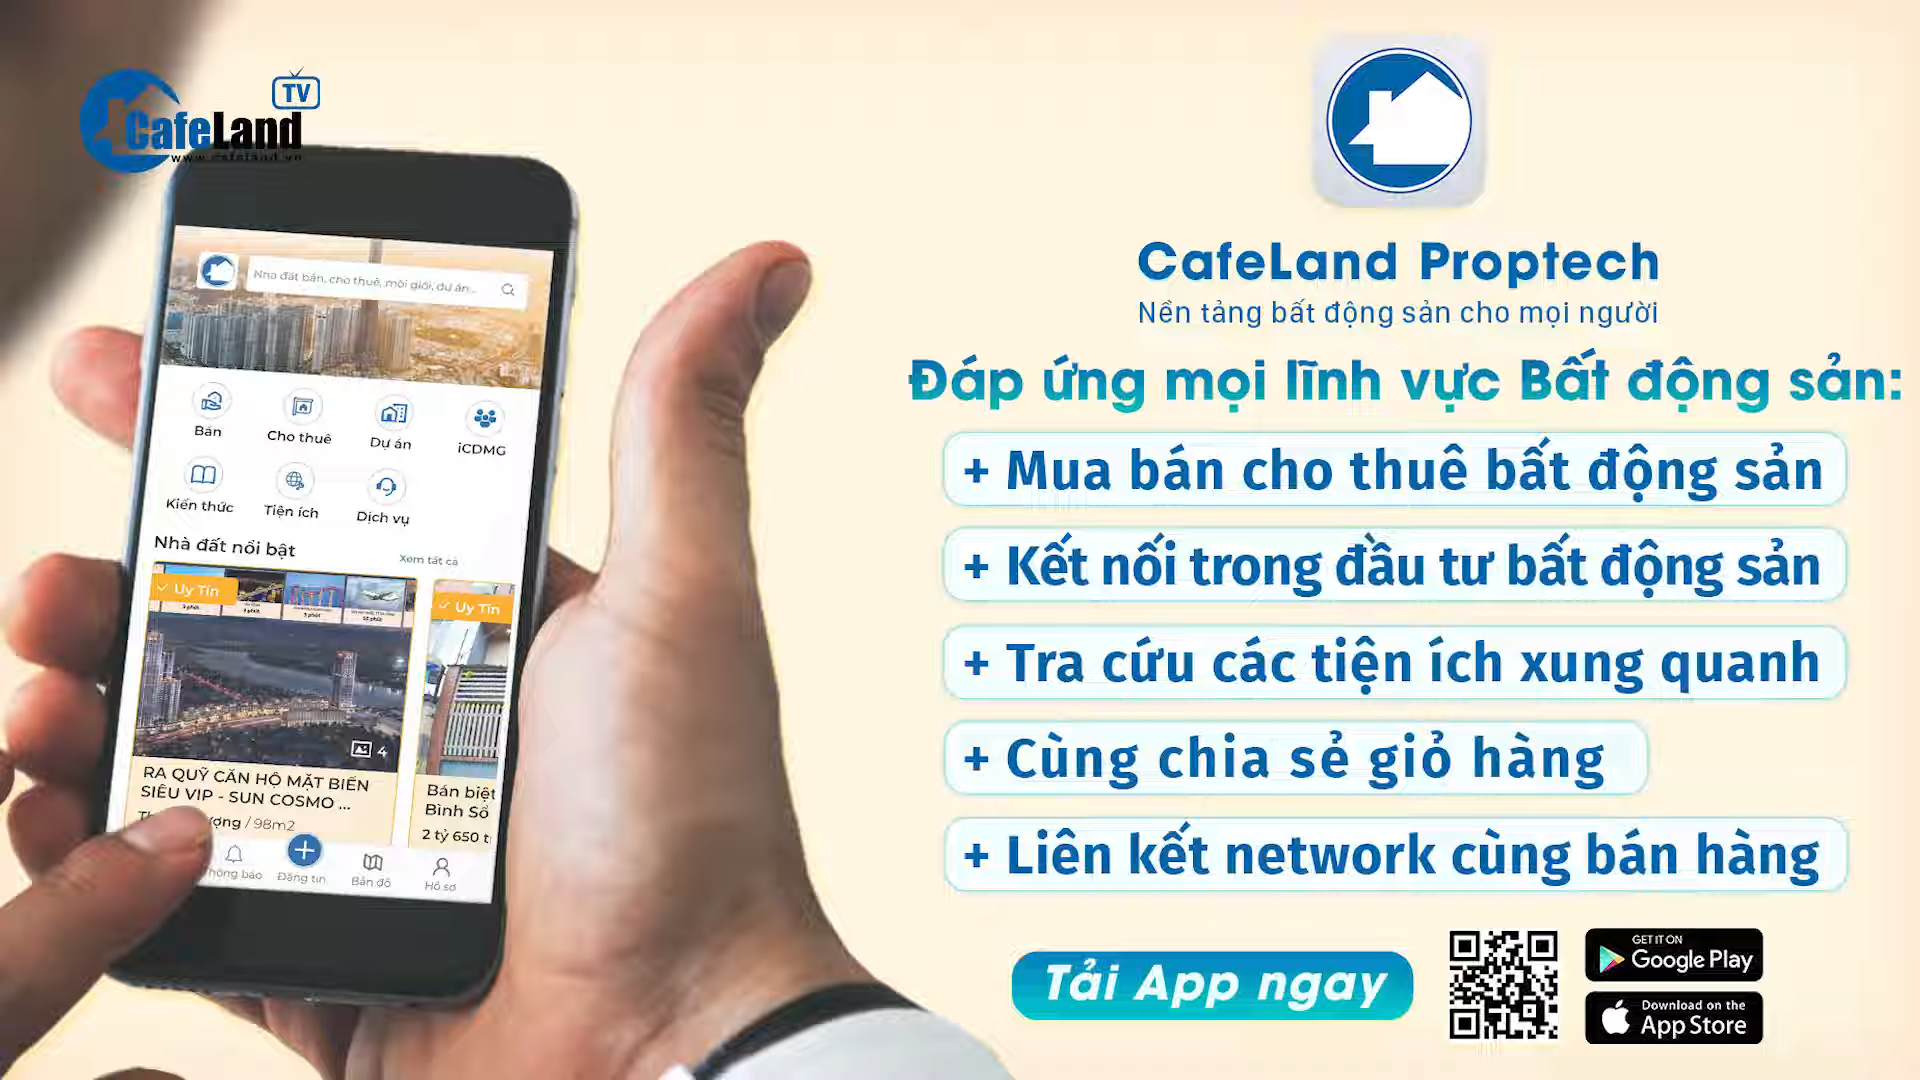 TV
CafeLand
www.cafeland.vn
Nhà đất bán, cho thuê, môi giới, dự án...
Bán
Cho thuê
Dự án
iCDMG
Kiến thức
Tiện ích
Dịch vụ
Nhà đất nổi bật
Xem tất cả
Uy Tín
Uy Tín
4
RA QUỸ CĂN HỘ MẶT BIỂN
SIÊU VIP - SUN COSMO ...
/ 98m2
Bán biệt
Bình Số
2 tỷ 650 t
Đăng tin
Bản đồ
Hồ sơ
CafeLand Proptech
Nền tảng bất động sản cho mọi người
Đáp ứng mọi lĩnh vực Bất động sản:
+ Mua bán cho thuê bất động sản
+ Kết nối trong đầu tư bất động sản
+ Tra cứu các tiện ích xung quanh
+ Cùng chia sẻ giỏ hàng
+ Liên kết network cùng bán hàng
Tải App ngay
GET IT ON
Google Play
Download on the
App Store